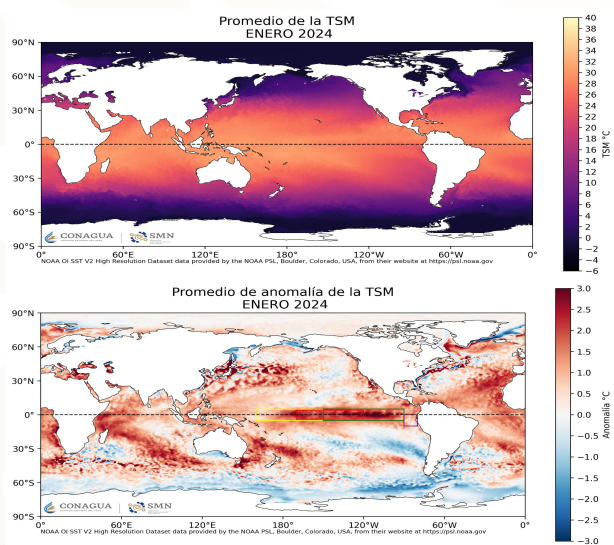 Promedio de la TSM
ENERO 2024
90°N
60°N
30°N
0°
30°S
60°S
90°S
0°
60°E
120°E
180°
120°W
60°W
0°
40
38
36
34
32
30
28
26
24
22
20
18
16
14
12
10
8
6
4
2
0
−2
−4
−6
TSM °C
CONAGUA
SMN
NOAA OI SST V2 High Resolution Dataset data provided by the NOAA PSL, Boulder, Colorado, USA, from their website at https://psl.noaa.gov
Promedio de anomalía de la TSM
ENERO 2024
90°N
60°N
30°N
0°
30°S
60°S
90°S
0°
60°E
120°E
180°
120°W
60°W
0°
3.0
2.5
2.0
1.5
1.0
0.5
0.0
−0.5
−1.0
−1.5
−2.0
−2.5
−3.0
Anomalia °C
CONAGUA
SMN
NOAA OI SST V2 High Resolution Dataset data provided by the NOAA PSL, Boulder, Colorado, USA, from their website at https://psl.noaa.gov